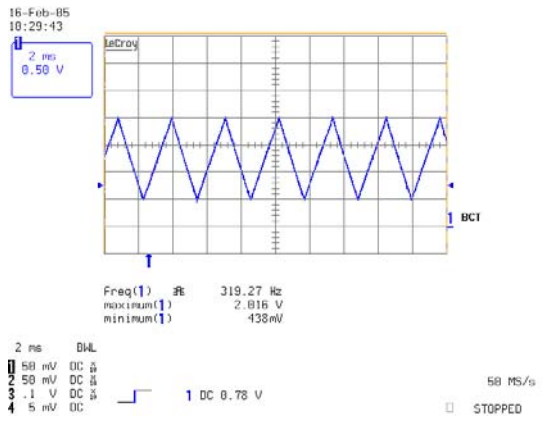 16-Feb-05
10:29:43
1
2 ms
0.50 V
LeCroy
1 BCT
Freq(1) 319.27 Hz
maximum(1) 2.016 V
minimum(1) 438mV
2 ms BWL
1 50 mV DC
2 50 mV DC
3 .1 V DC
4 5 mV DC
1 DC 0.78 V
50 MS/s
STOPPED